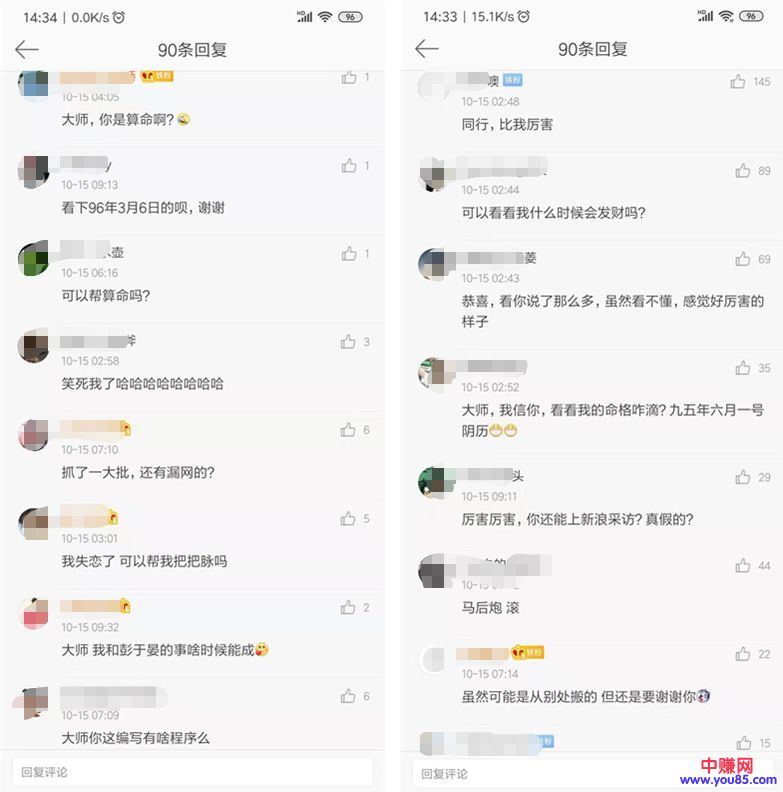 14:34 | 0.0K/s
HD
96
90条回复
铁粉
1
10-15 04:05
大师，你是算命啊？
y
1
10-15 09:13
看下96年3月6日的呗，谢谢
壶
1
10-15 06:16
可以帮算命吗？
3
10-15 02:58
笑死我了哈哈哈哈哈哈哈哈
6
10-15 07:10
抓了一大批，还有漏网的？
5
10-15 03:01
我失恋了 可以帮我把把脉吗
2
10-15 09:32
大师 我和彭于晏的事啥时候能成
6
10-15 07:09
大师你这编写有啥程序么
回复评论
14:33 | 15.1K/s
HD
96
90条回复
噢
铁粉
145
10-15 02:48
同行，比我厉害
89
10-15 02:44
可以看看我什么时候会发财吗？
菱
69
10-15 02:43
恭喜，看你说了那么多，虽然看不懂，感觉好厉害的
样子
35
10-15 02:52
大师，我信你，看看我的命格咋滴？九五年六月一号
阴历
头
29
10-15 09:11
厉害厉害，你还能上新浪采访？真假的？
44
马后炮 滚
铁粉
22
10-15 07:14
虽然可能是从别处搬的 但还是要谢谢你
15
回复评论
中赚网
www.you85.com